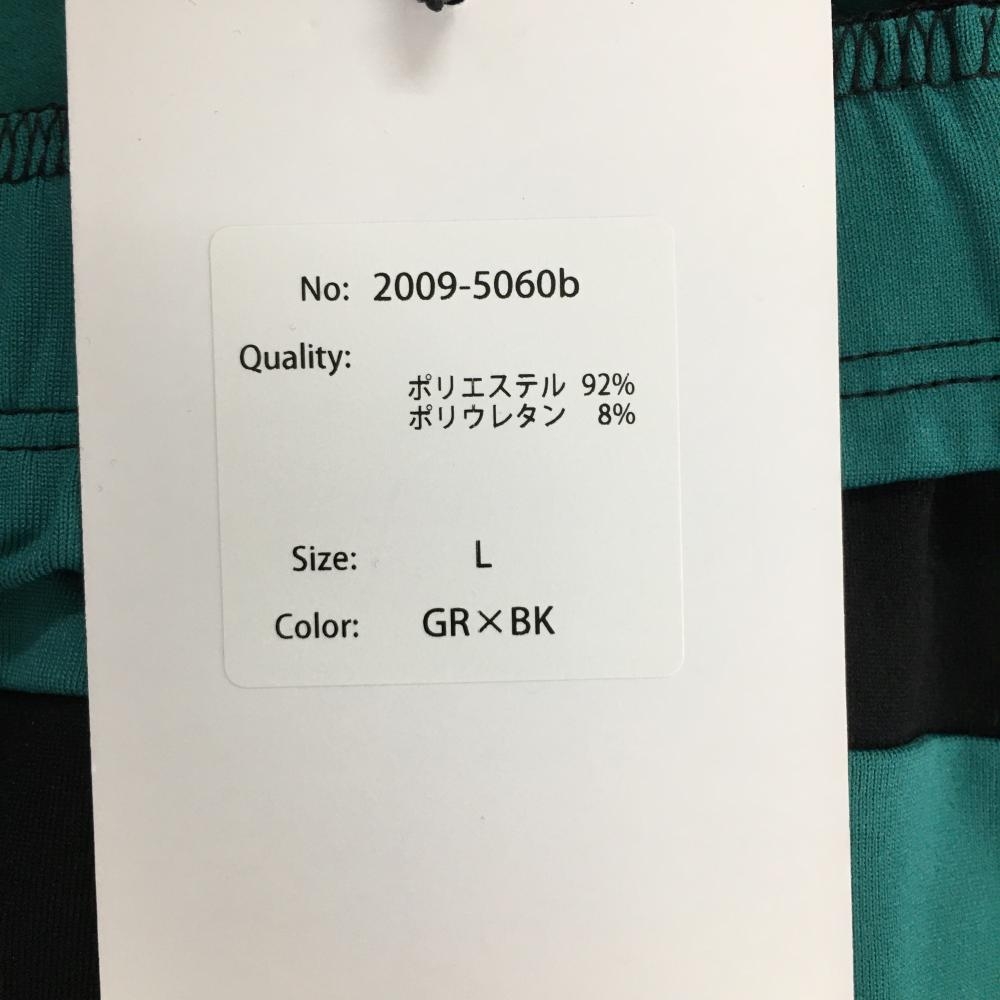 No: 2009-5060b
Quality:
ポリエステル 92%
ポリウレタン 8%
Size: L
Color: GR×BK